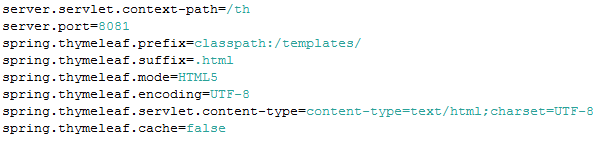 server.servlet.context-path=/th
server.port=8081
spring.thymeleaf.prefix=classpath:/templates/
spring.thymeleaf.suffix=.html
spring.thymeleaf.mode=HTML5
spring.thymeleaf.encoding=UTF-8
spring.thymeleaf.servlet.content-type=content-type=text/html;charset=UTF-8
spring.thymeleaf.cache=false